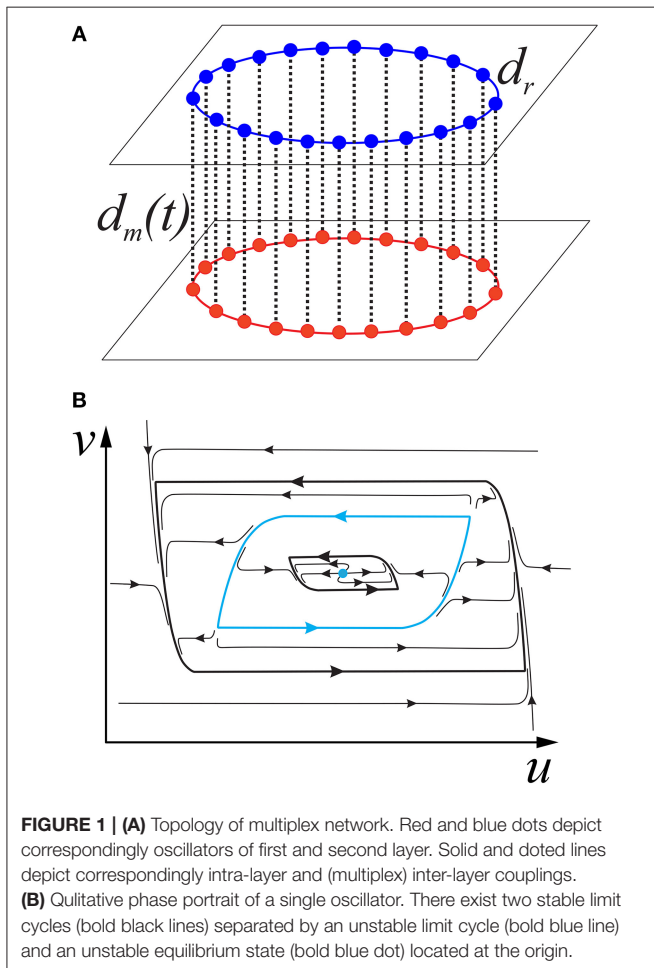 A
d_r
d_m(t)
B
v
u
FIGURE 1 | (A) Topology of multiplex network. Red and blue dots depict
correspondingly oscillators of first and second layer. Solid and doted lines
depict correspondingly intra-layer and (multiplex) inter-layer couplings.
(B) Qulitative phase portrait of a single oscillator. There exist two stable limit
cycles (bold black lines) separated by an unstable limit cycle (bold blue line)
and an unstable equilibrium state (bold blue dot) located at the origin.